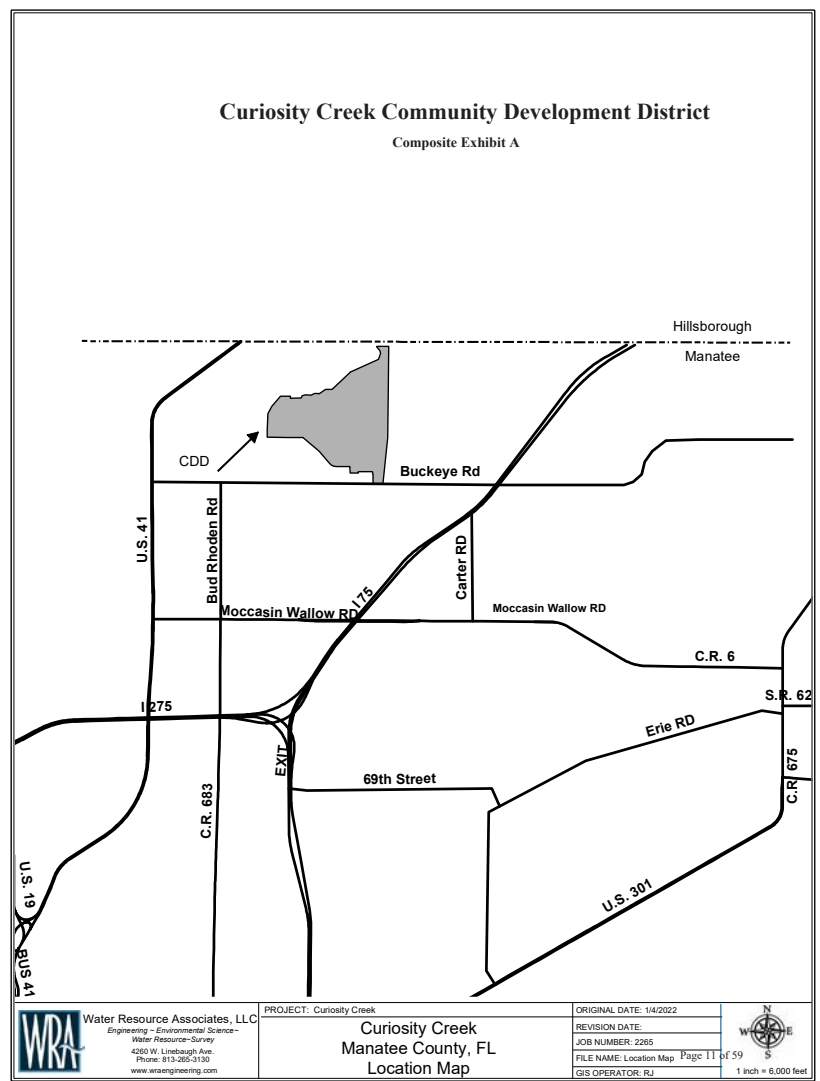 Curiosity Creek Community Development District
Composite Exhibit A
Hillsborough
Manatee
CDD
Buckeye Rd
U.S. 41
Bud Rhoden Rd
Carter RD
I 75
Moccasin Wallow RD
Moccasin Wallow RD
C.R. 6
S.R. 62
I 275
Erie RD
EXIT
69th Street
C.R. 675
C.R. 683
U.S. 19
U.S. 301
BUS 41
WRA
Water Resource Associates, LLC
Engineering ~ Environmental Science~
Water Resource~Survey
4260 W. Linebaugh Ave.
Phone: 813-265-3130
www.wraengineering.com
PROJECT: Curiosity Creek
Curiosity Creek
Manatee County, FL
Location Map
ORIGINAL DATE: 1/4/2022
REVISION DATE:
JOB NUMBER: 2265
FILE NAME: Location Map
Page 11 of 59
GIS OPERATOR: RJ
N
W
E
S
1 inch = 6,000 feet